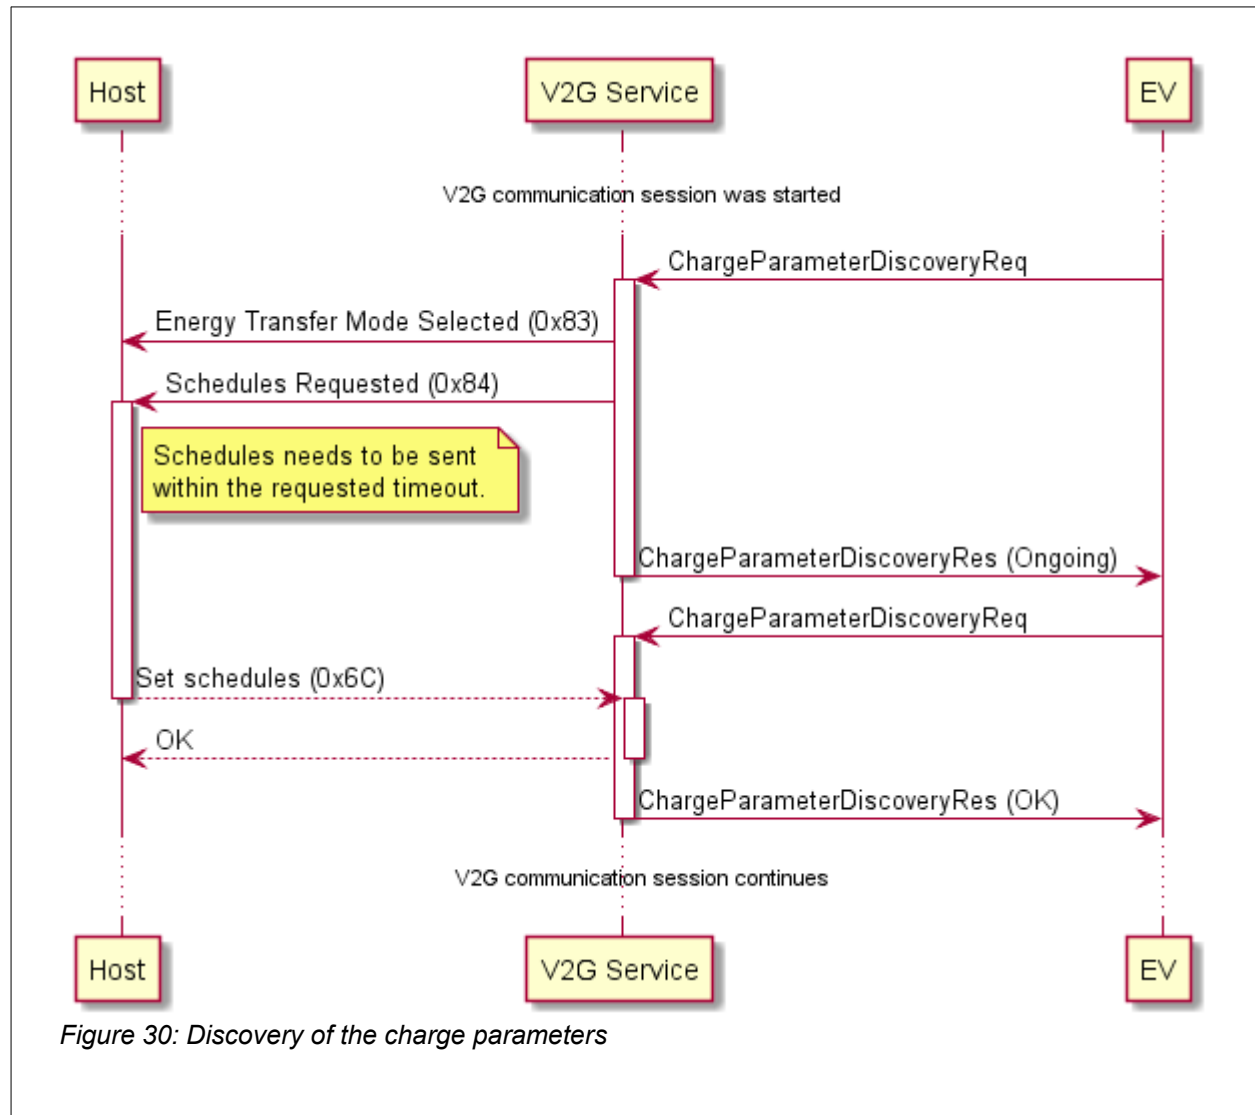 Host
V2G Service
EV
V2G communication session was started
ChargeParameterDiscoveryReq
Energy Transfer Mode Selected (0x83)
Schedules Requested (0x84)
Schedules needs to be sent
within the requested timeout.
ChargeParameterDiscoveryRes (Ongoing)
ChargeParameterDiscoveryReq
Set schedules (0x6C)
OK
ChargeParameterDiscoveryRes (OK)
V2G communication session continues
Host
V2G Service
EV
Figure 30: Discovery of the charge parameters